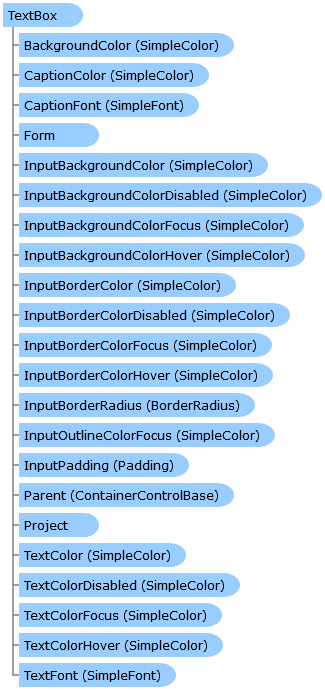 TextBox
BackgroundColor (SimpleColor)
CaptionColor (SimpleColor)
CaptionFont (SimpleFont)
Form
InputBackgroundColor (SimpleColor)
InputBackgroundColorDisabled (SimpleColor)
InputBackgroundColorFocus (SimpleColor)
InputBackgroundColorHover (SimpleColor)
InputBorderColor (SimpleColor)
InputBorderColorDisabled (SimpleColor)
InputBorderColorFocus (SimpleColor)
InputBorderColorHover (SimpleColor)
InputBorderRadius (BorderRadius)
InputOutlineColorFocus (SimpleColor)
InputPadding (Padding)
Parent (ContainerControlBase)
Project
TextColor (SimpleColor)
TextColorDisabled (SimpleColor)
TextColorFocus (SimpleColor)
TextColorHover (SimpleColor)
TextFont (SimpleFont)